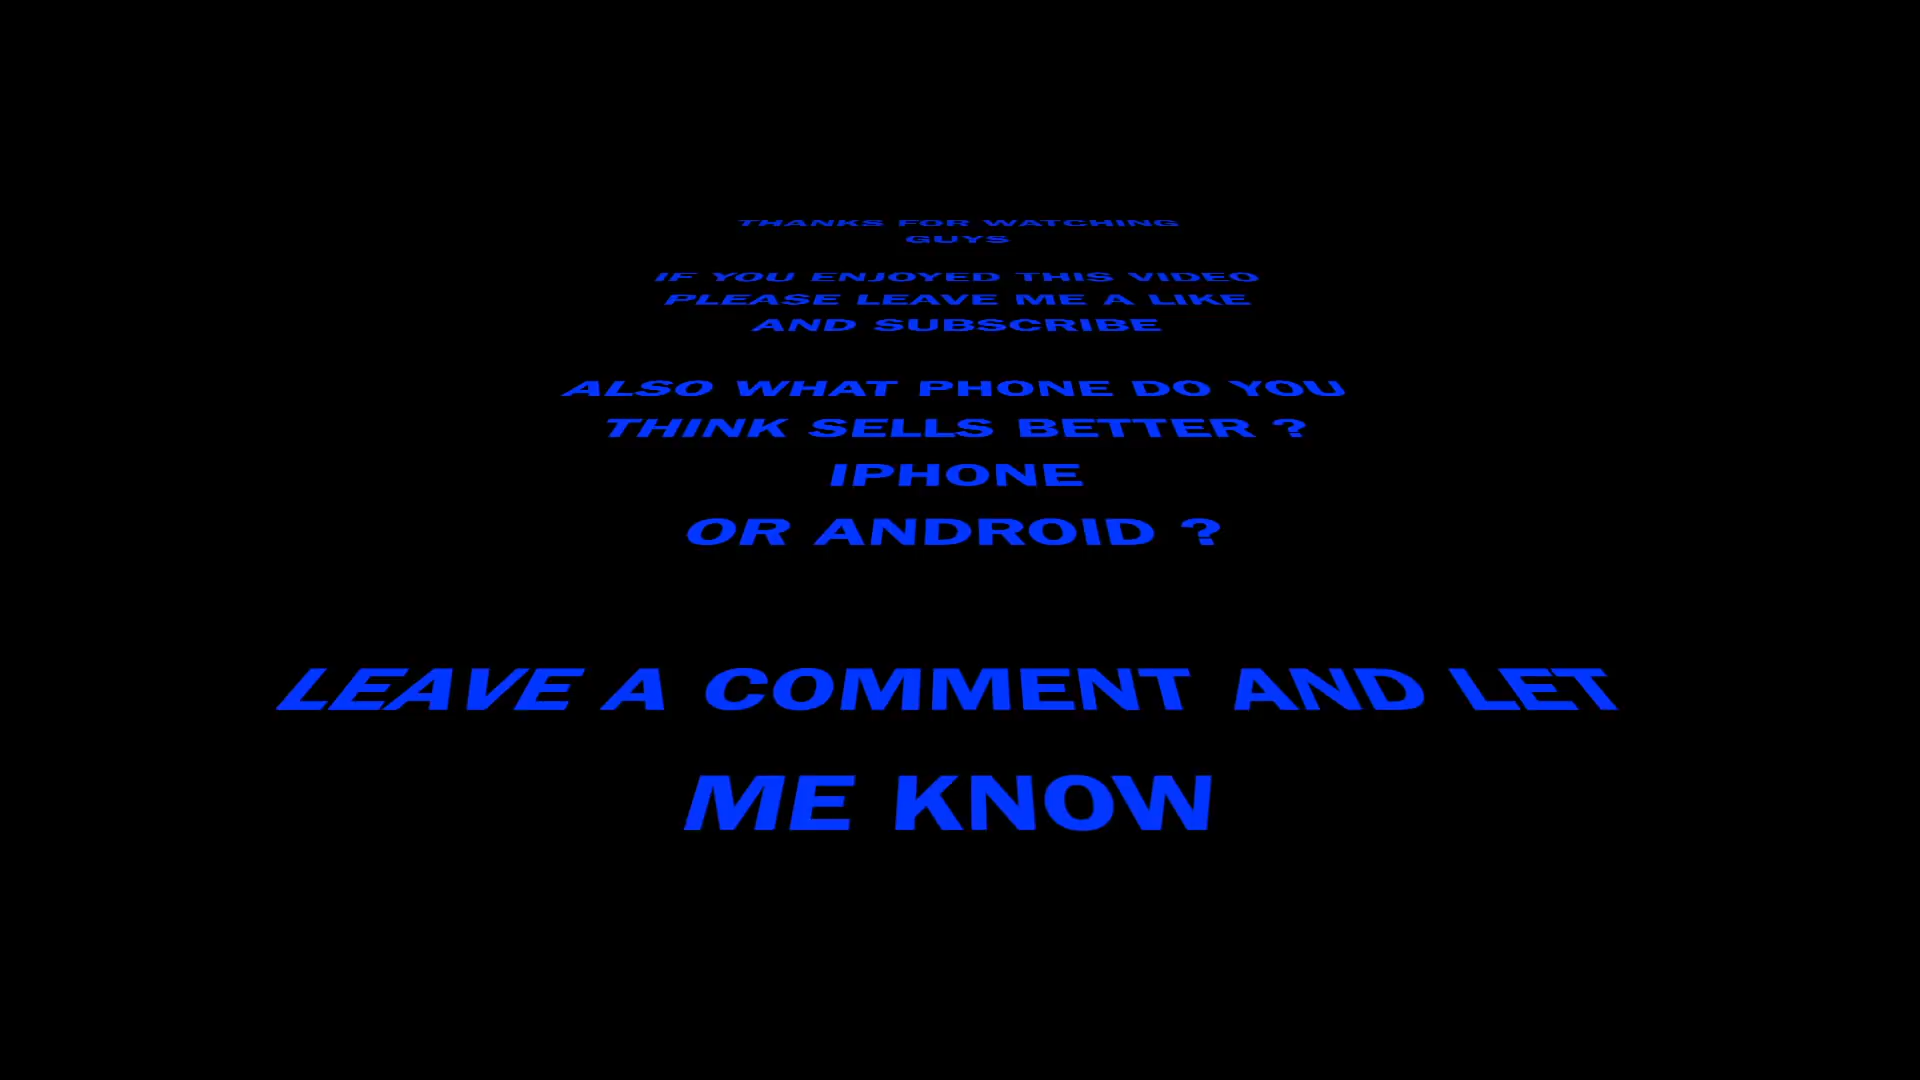 THANKS FOR WATCHING
GUYS
IF YOU ENJOYED THIS VIDEO
PLEASE LEAVE ME A LIKE
AND SUBSCRIBE
ALSO WHAT PHONE DO YOU
THINK SELLS BETTER ?
IPHONE
OR ANDROID ?
LEAVE A COMMENT AND LET
ME KNOW